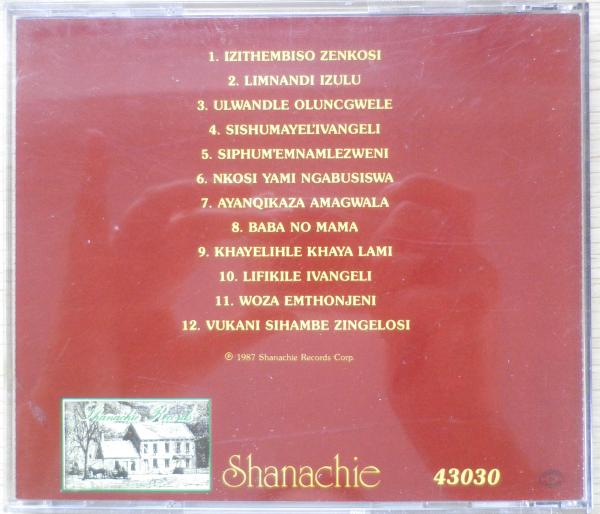 1. IZITHEMBISO ZENKOSI
2. LIMNANDI IZULU
3. ULWANDLE OLUNCGWELE
4. SISHUMAYEL'IVANGELI
5. SIPHUM'EMNAMLEZWENI
6. NKOSI YAMI NGABUSISWA
7. AYANQIKAZA AMAGWALA
8. BABA NO MAMA
9. KHAYELIHLE KHAYA LAMI
10. LIFIKILE IVANGELI
11. WOZA EMTHONJENI
12. VUKANI SIHAMBE ZINGELOSI
℗ 1987 Shanachie Records Corp.
Shanachie Records
Shanachie
43030